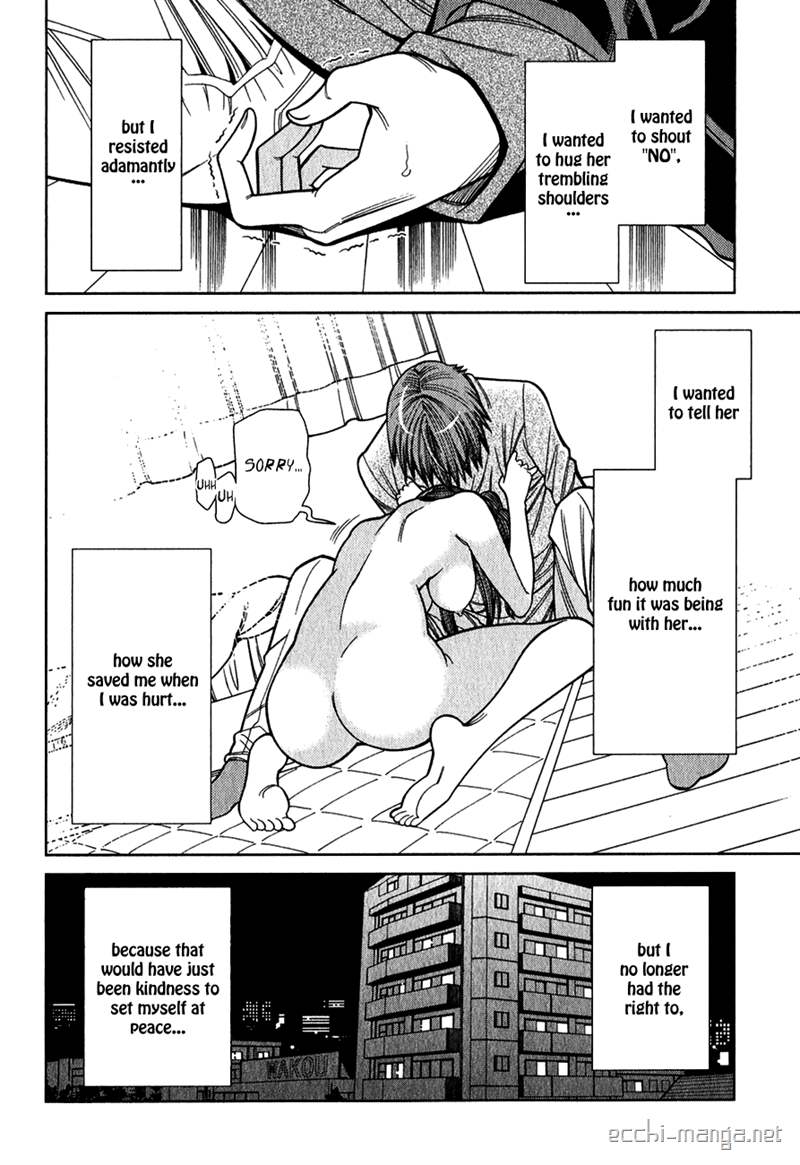 I wanted
to shout
"NO".
I wanted
to hug her
trembling
shoulders
...
but I
resisted
adamantly
...
I wanted
to tell her
how much
fun it was being
with her...
SORRY...
UHH
UH
how she
saved me when
I was hurt...
but I
no longer
had the
right to.
because that
would have just
been kindness to
set myself at
peace...
WAKOU
ecchi-manga.net